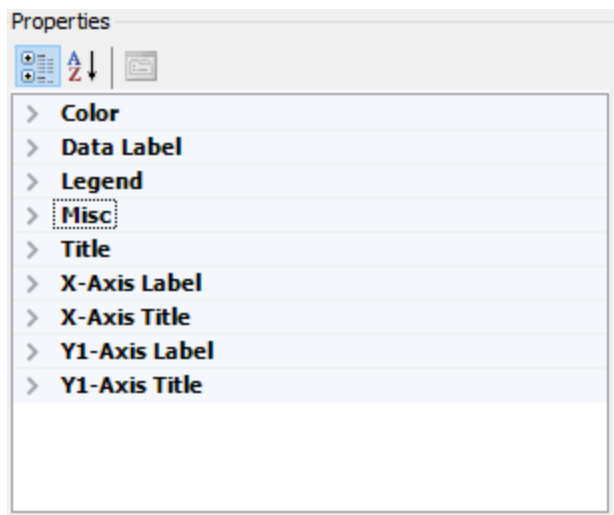 Properties
A
Z
Color
Data Label
Legend
Misc
Title
X-Axis Label
X-Axis Title
Y1-Axis Label
Y1-Axis Title